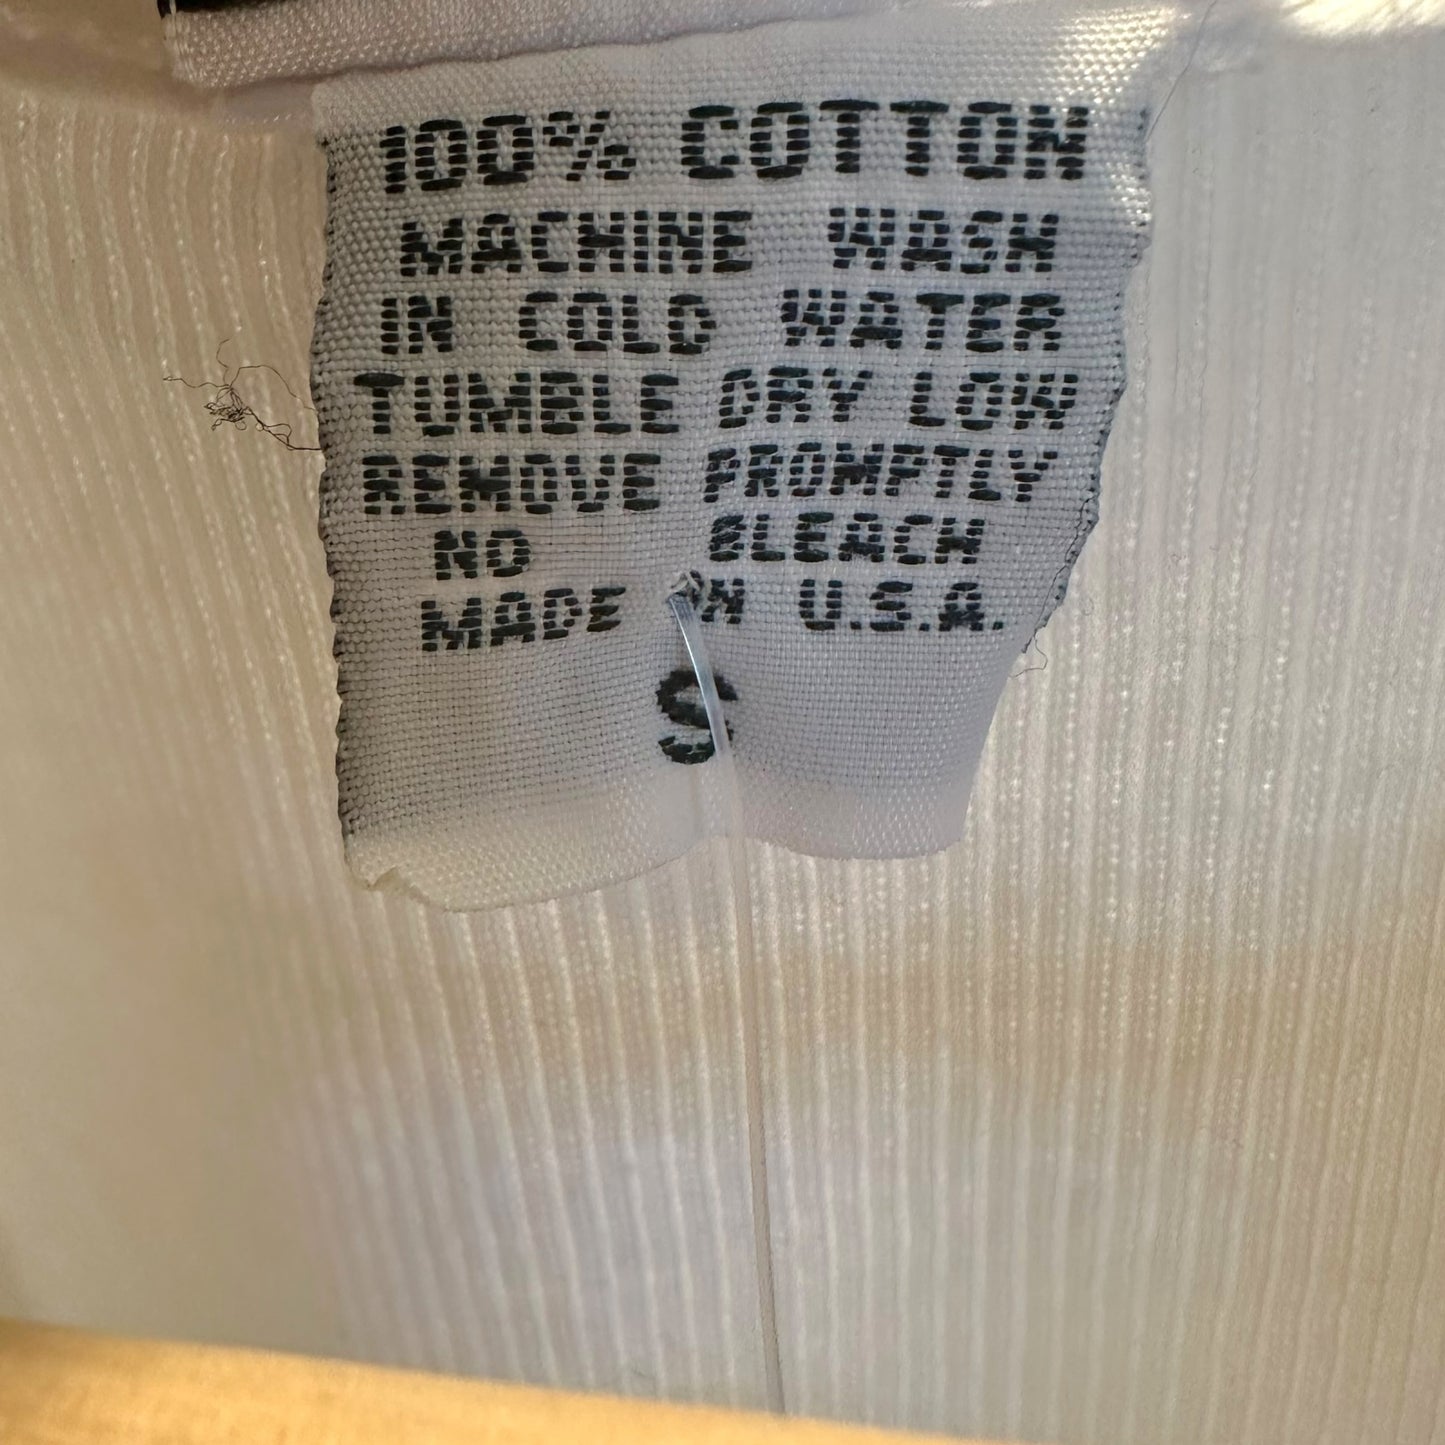 100% COTTON
MACHINE WASH
IN COLD WATER
TUMBLE DRY LOW
REMOVE PROMPTLY
NO BLEACH
MADE IN U.S.A.
S